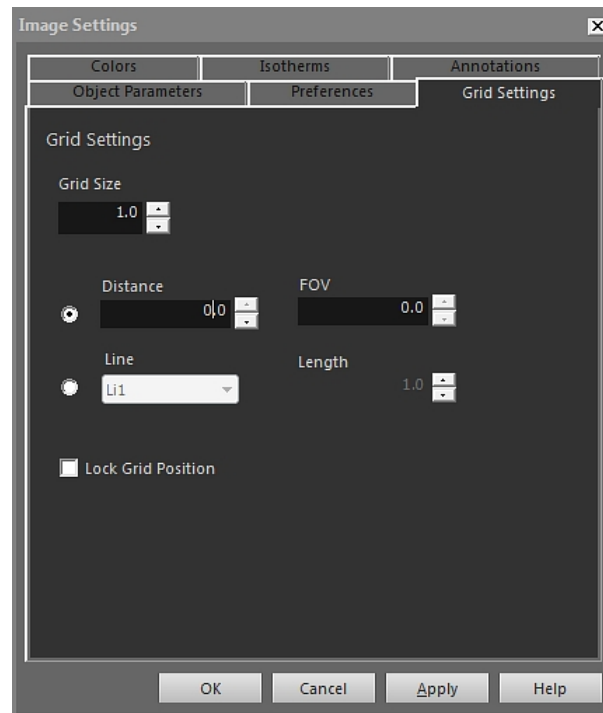 Image Settings
Colors Isotherms Annotations
Object Parameters Preferences Grid Settings
Grid Settings
Grid Size
1.0
Distance FOV
0.0 0.0
Line Length
Li1 1.0
Lock Grid Position
OK Cancel Apply Help